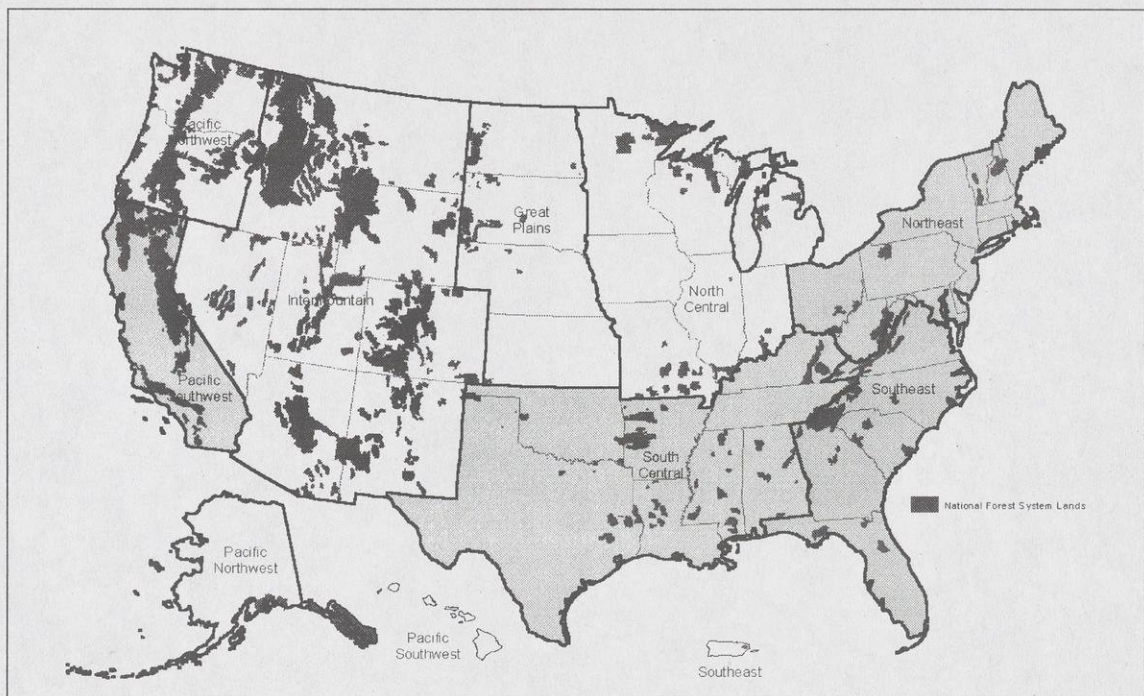 Pacific
Northwest
Great
Plains
Northeast
North
Central
Intermountain
Pacific
Southwest
Southeast
South
Central
National Forest System Lands
Pacific
Northwest
Pacific
Southwest
Southeast